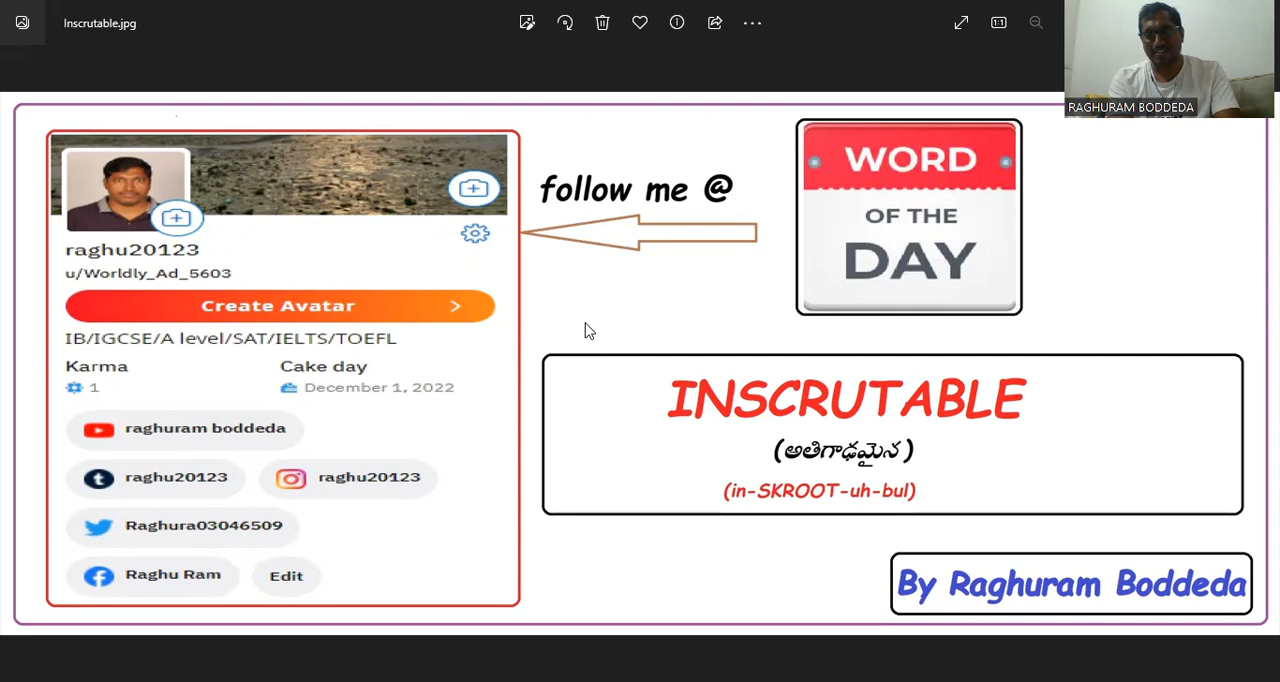 Inscrutable.jpg
RAGHURAM BODDEDA
raghu20123
u/Worldly_Ad_5603
Create Avatar
IB/IGCSE/A level/SAT/IELTS/TOEFL
Karma
Cake day
1
December 1, 2022
raghuram boddeda
raghu20123
raghu20123
Raghura03046509
Raghu Ram
Edit
follow me @
WORD
OF THE
DAY
INSCRUTABLE
(అతిగాఢమైన)
(in-SKROOT-uh-bul)
By Raghuram Boddeda